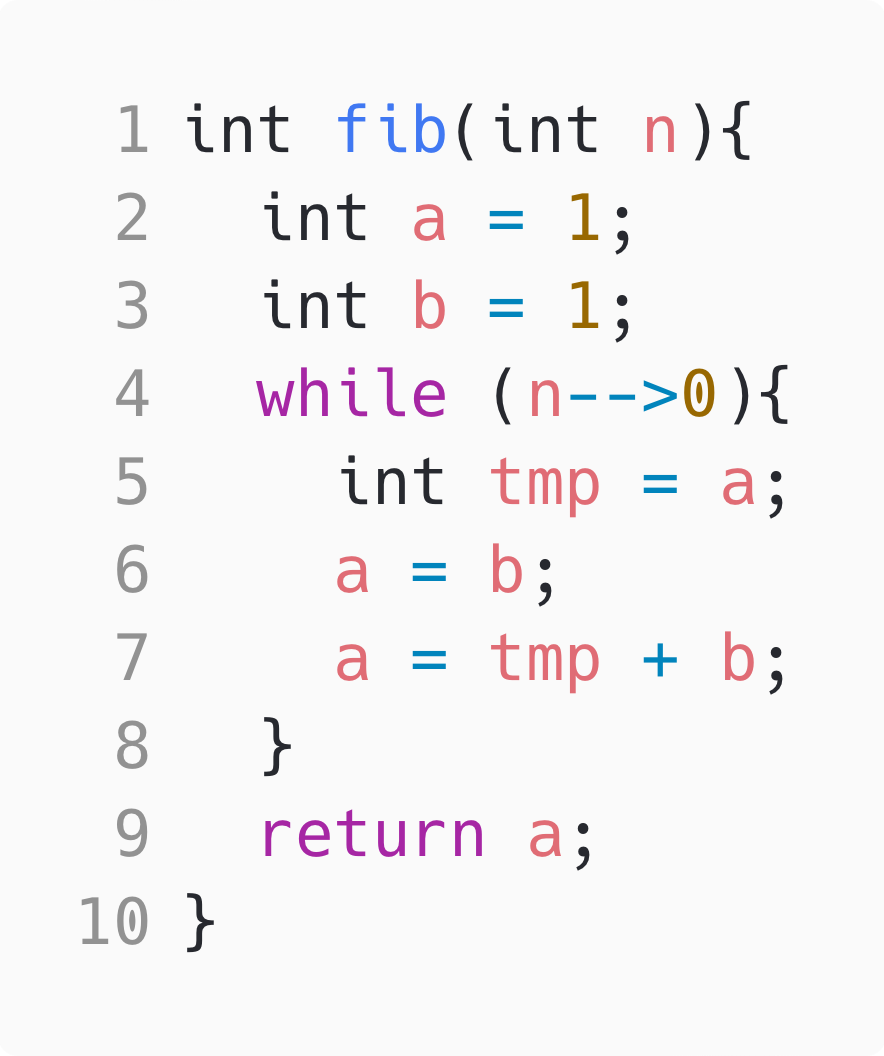 1 int fib(int n){
2   int a = 1;
3   int b = 1;
4   while (n-->0){
5     int tmp = a;
6     a = b;
7     a = tmp + b;
8   }
9   return a;
10 }